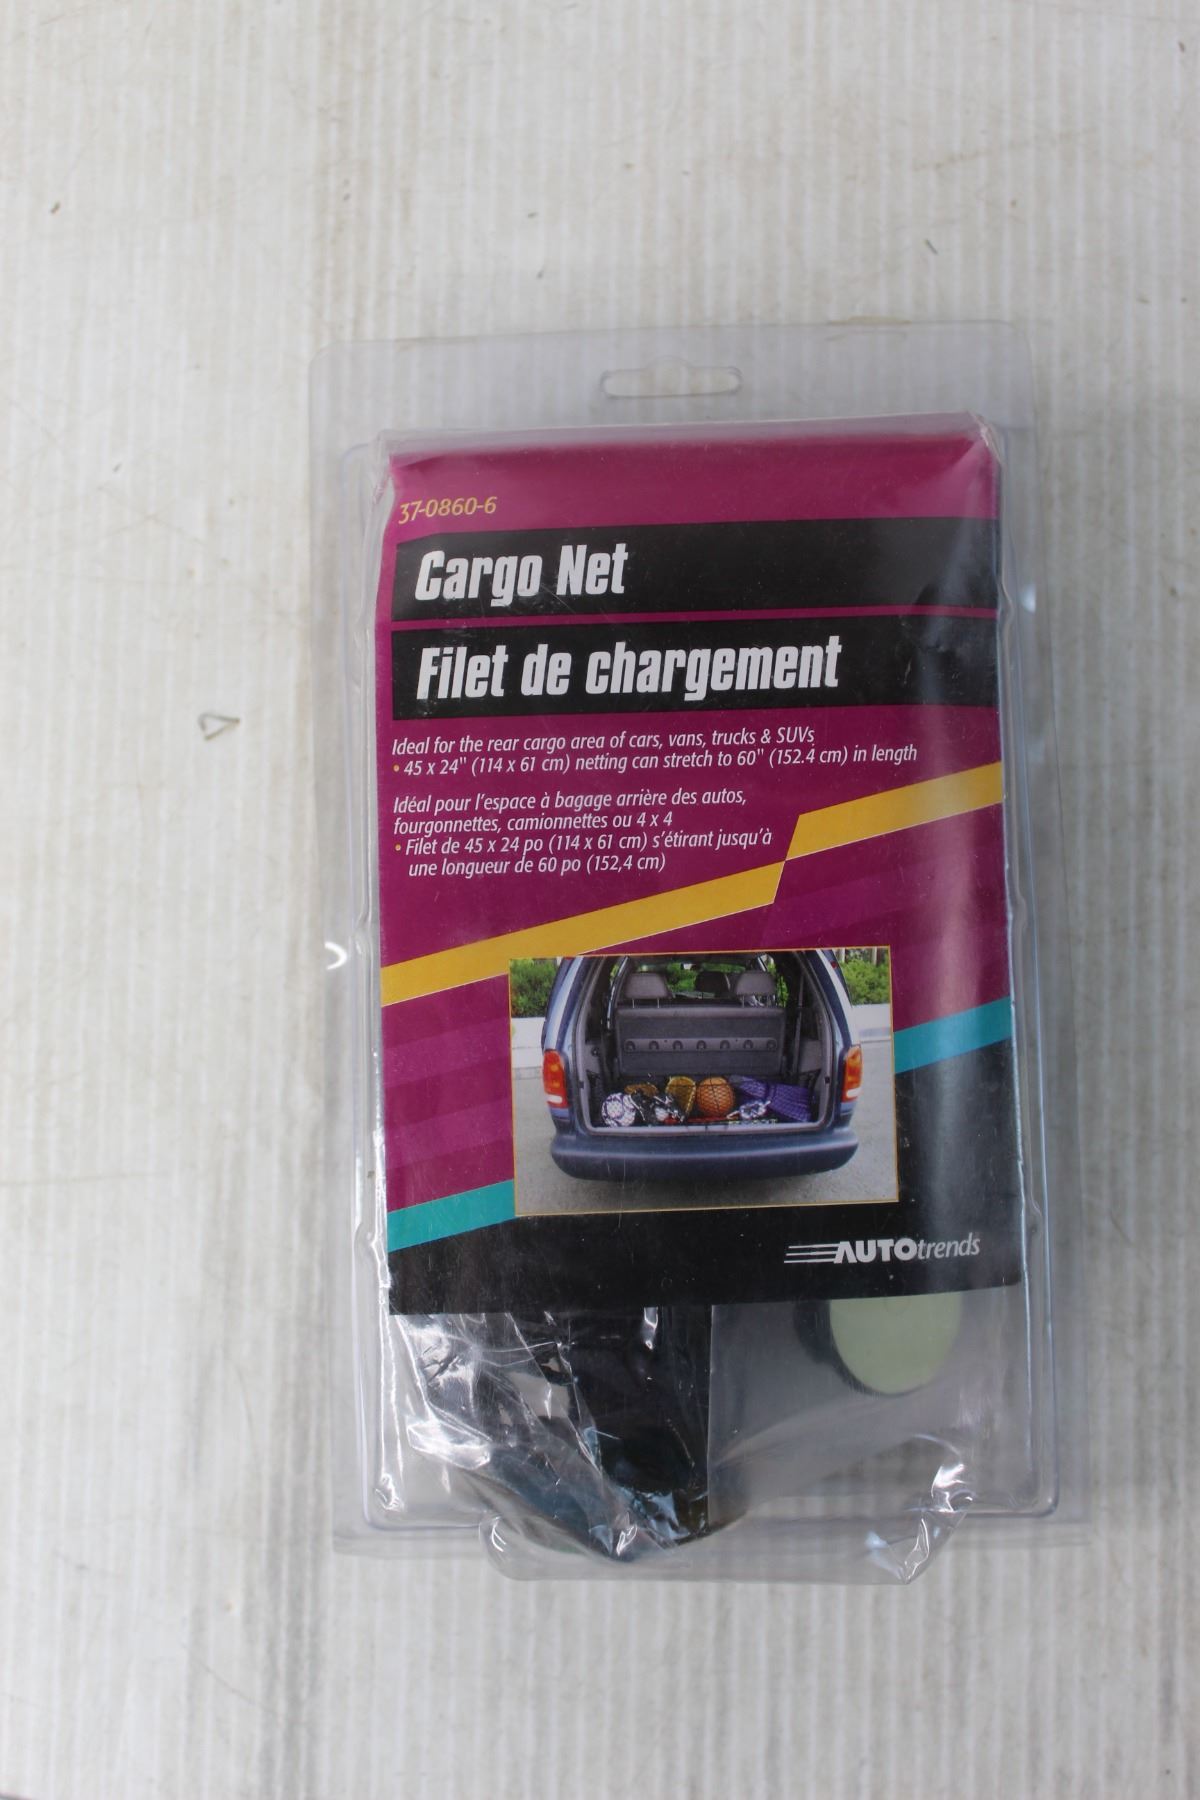 37-0860-6
Cargo Net
Filet de chargement
Ideal for the rear cargo area of cars, vans, trucks & SUVs
• 45 x 24" (114 x 61 cm) netting can stretch to 60" (152.4 cm) in length
Idéal pour l'espace à bagage arrière des autos,
fourgonnettes, camionnettes ou 4 x 4
• Filet de 45 x 24 po (114 x 61 cm) s'étirant jusqu'à
une longueur de 60 po (152,4 cm)
AUTOtrends